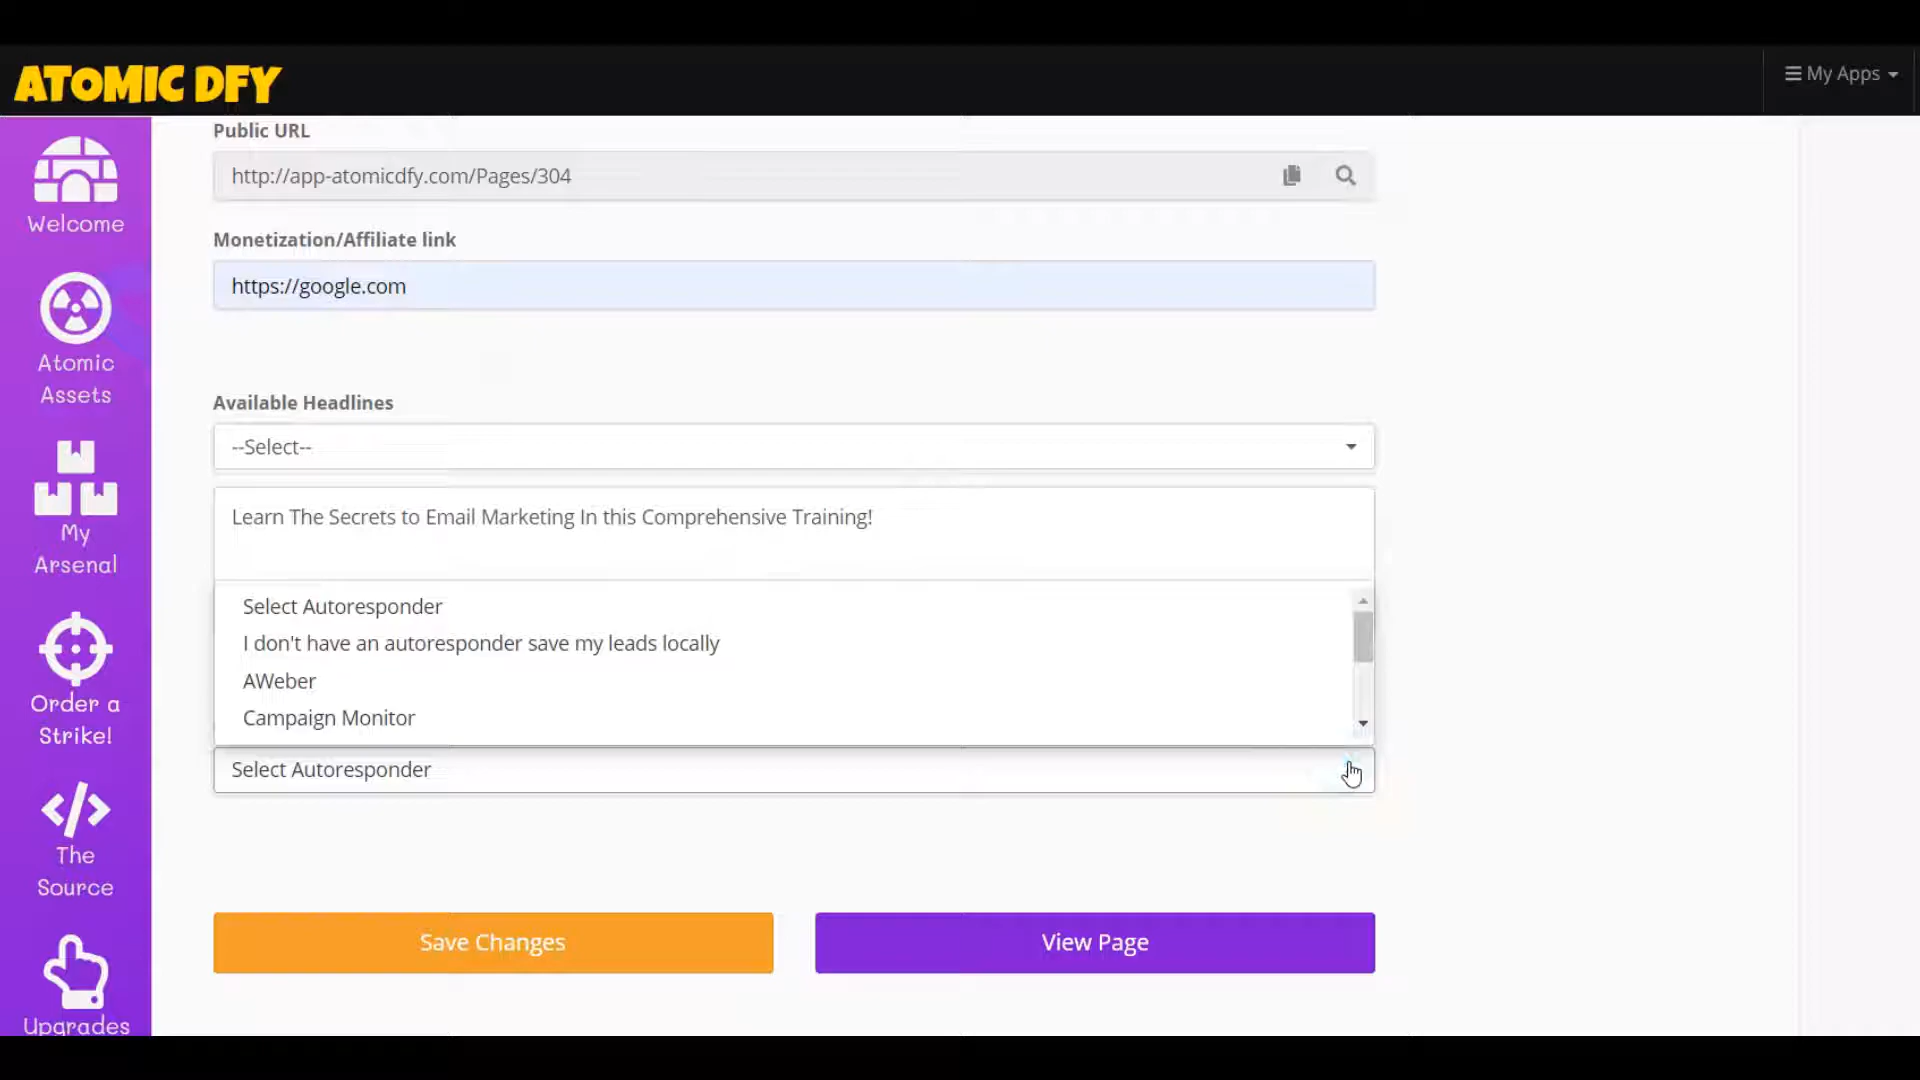 ATOMIC DFY
My Apps
Welcome
Atomic
Assets
My
Arsenal
Order a
Strike!
The
Source
Upgrades
Public URL
http://app-atomicdfy.com/Pages/304
Monetization/Affiliate link
https://google.com
Available Headlines
--Select--
Learn The Secrets to Email Marketing In this Comprehensive Training!
Select Autoresponder
I don't have an autoresponder save my leads locally
AWeber
Campaign Monitor
Select Autoresponder
Save Changes
View Page